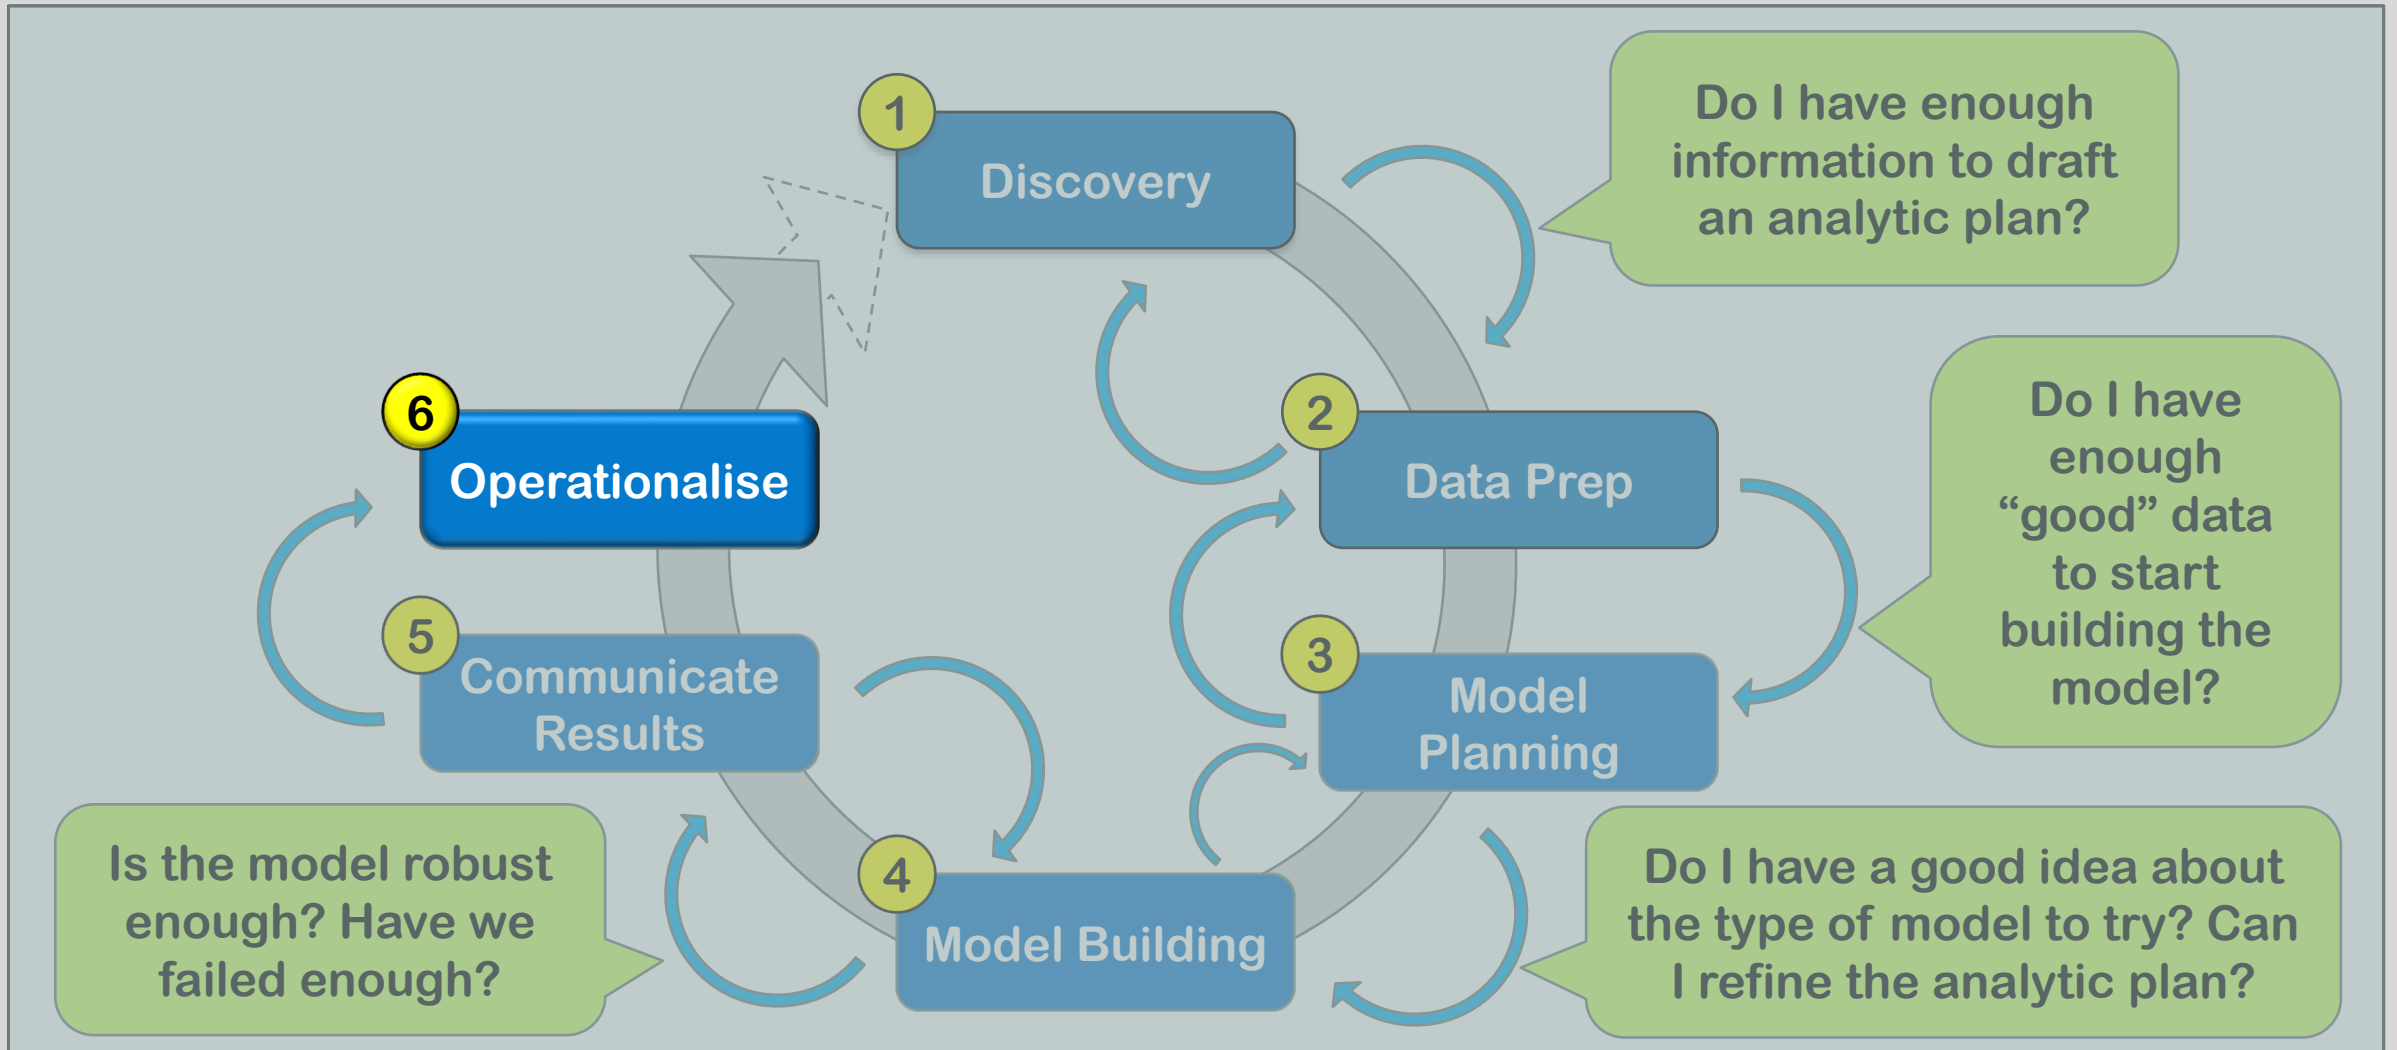 1
Discovery
Do I have enough
information to draft
an analytic plan?
2
Data Prep
Do I have
enough
“good” data
to start
building the
model?
3
Model
Planning
Do I have a good idea about
the type of model to try? Can
I refine the analytic plan?
4
Model Building
Is the model robust
enough? Have we
failed enough?
5
Communicate
Results
6
Operationalise